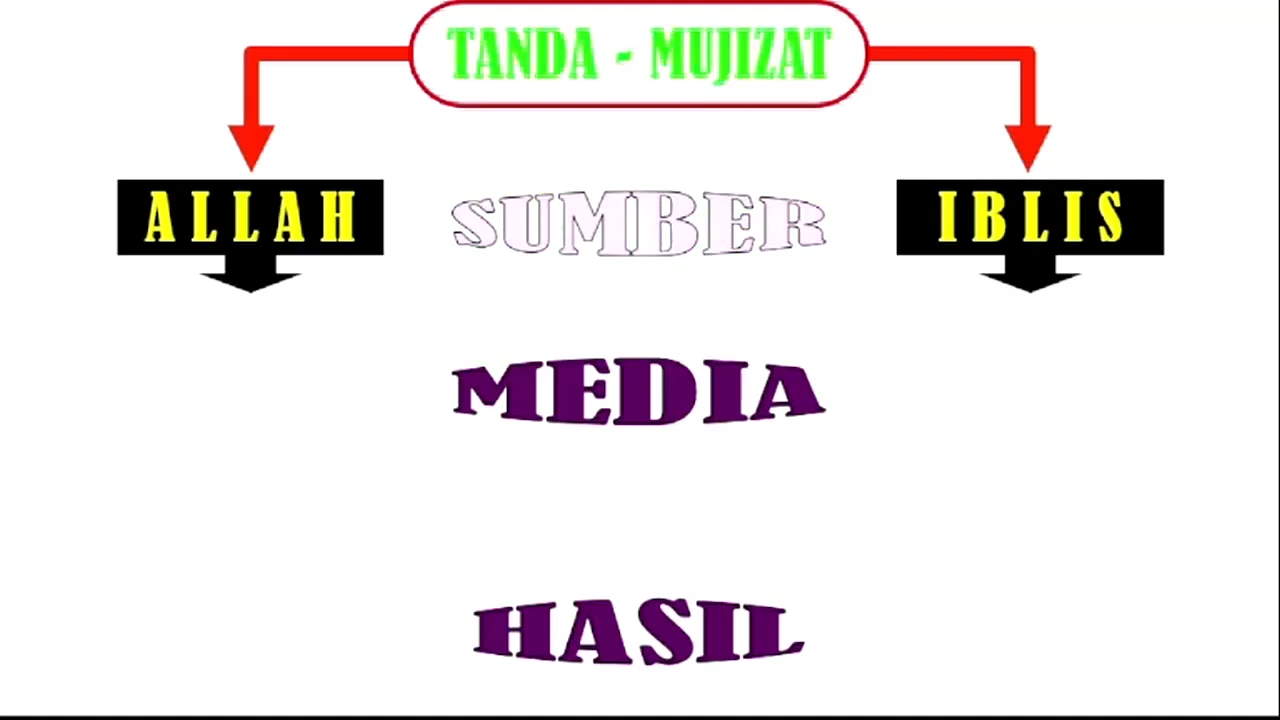 TANDA - MUJIZAT
ALLAH
SUMBER
IBLIS
MEDIA
HASIL